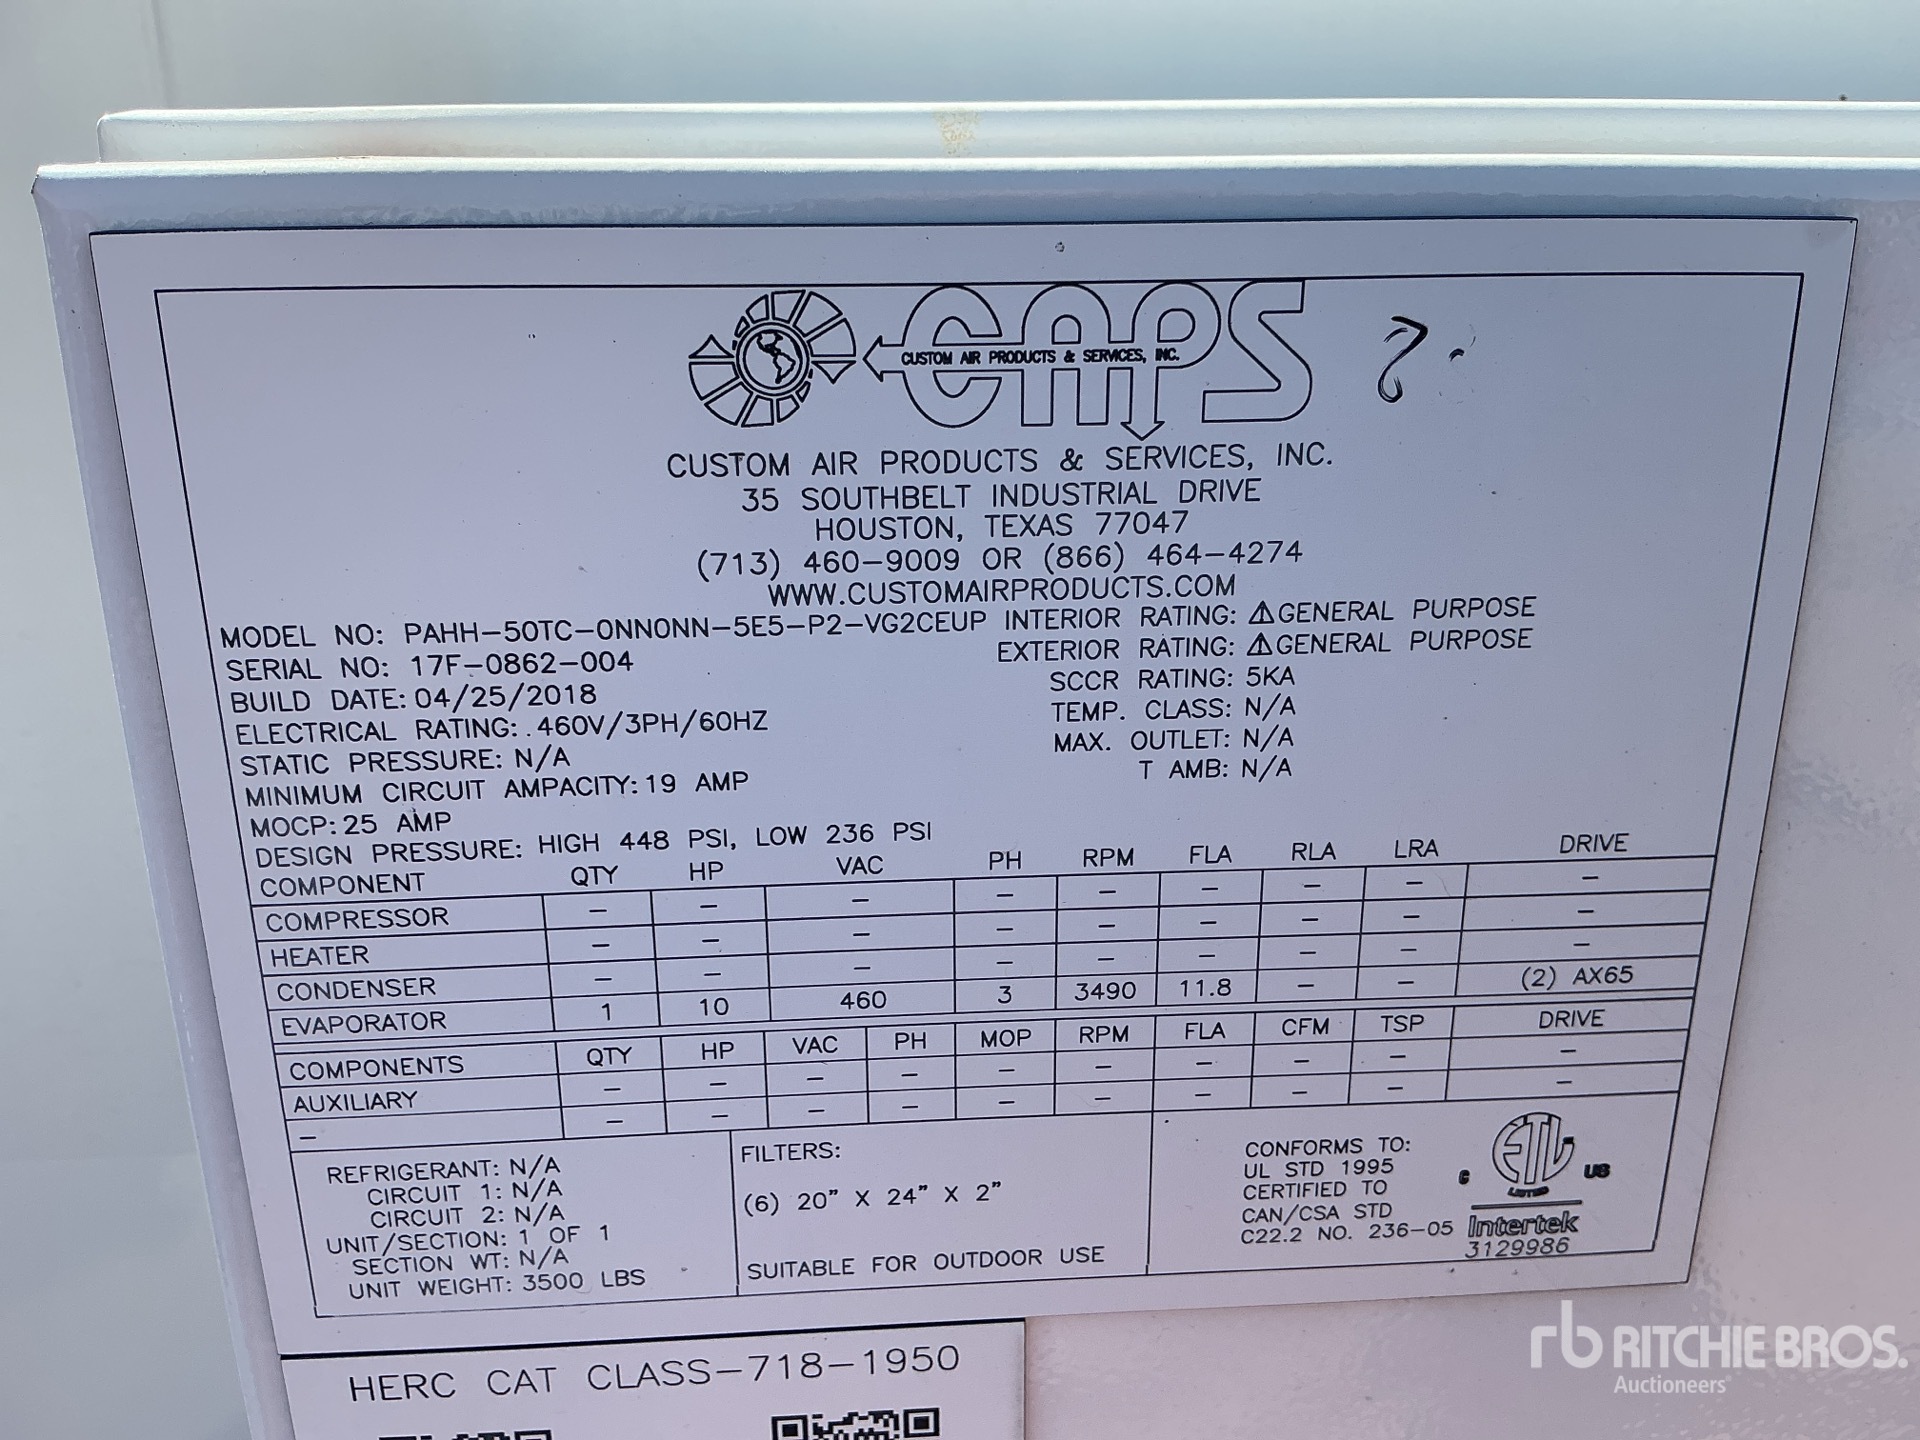 CAPS
CUSTOM AIR PRODUCTS & SERVICES, INC.
CUSTOM AIR PRODUCTS & SERVICES, INC.
35 SOUTHBELT INDUSTRIAL DRIVE
HOUSTON, TEXAS 77047
(713) 460-9009 OR (866) 464-4274
WWW.CUSTOMAIRPRODUCTS.COM
MODEL NO: PAHH-50TC-0NN0NN-5E5-P2-VG2CEUP INTERIOR RATING: ⚠GENERAL PURPOSE
SERIAL NO: 17F-0862-004 EXTERIOR RATING: ⚠GENERAL PURPOSE
BUILD DATE: 04/25/2018 SCCR RATING: 5KA
ELECTRICAL RATING: 460V/3PH/60HZ TEMP. CLASS: N/A
STATIC PRESSURE: N/A MAX. OUTLET: N/A
MINIMUM CIRCUIT AMPACITY: 19 AMP T AMB: N/A
MOCP: 25 AMP
DESIGN PRESSURE: HIGH 448 PSI, LOW 236 PSI
COMPONENT QTY HP VAC PH RPM FLA RLA LRA DRIVE
COMPRESSOR - - - - - - - - -
HEATER - - - - - - - - -
CONDENSER - - - - - - - - -
EVAPORATOR 1 10 460 3 3490 11.8 - - (2) AX65
COMPONENTS QTY HP VAC PH MOP RPM FLA CFM TSP DRIVE
AUXILIARY - - - - - - - - - -
- - - - - - - - - - -
REFRIGERANT: N/A
CIRCUIT 1: N/A
CIRCUIT 2: N/A
UNIT/SECTION: 1 OF 1
SECTION WT: N/A
UNIT WEIGHT: 3500 LBS
FILTERS:
(6) 20" X 24" X 2"
SUITABLE FOR OUTDOOR USE
CONFORMS TO:
UL STD 1995
CERTIFIED TO
CAN/CSA STD
C22.2 NO. 236-05
ETL
C US
LISTED
Intertek
3129986
HERC CAT CLASS-718-1950
rb RITCHIE BROS.
Auctioneers